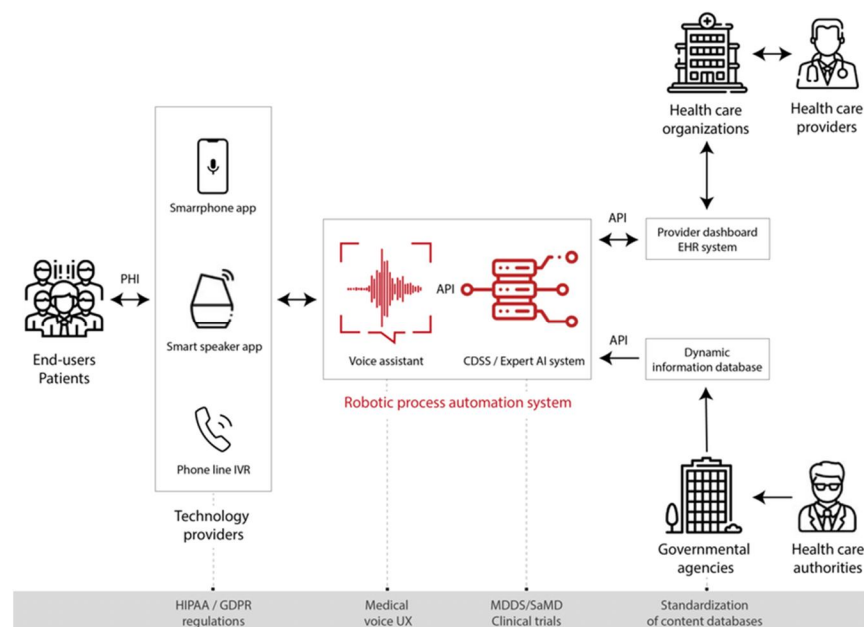 Health care
organizations
Health care
providers
Smarrphone app
API
Provider dashboard
EHR system
PHI
API
End-users
Patients
Smart speaker app
Voice assistant
CDSS / Expert AI system
API
Dynamic
information database
Robotic process automation system
Phone line IVR
Technology
providers
Governmental
agencies
Health care
authorities
HIPAA / GDPR
regulations
Medical
voice UX
MDDS/SaMD
Clinical trials
Standardization
of content databases